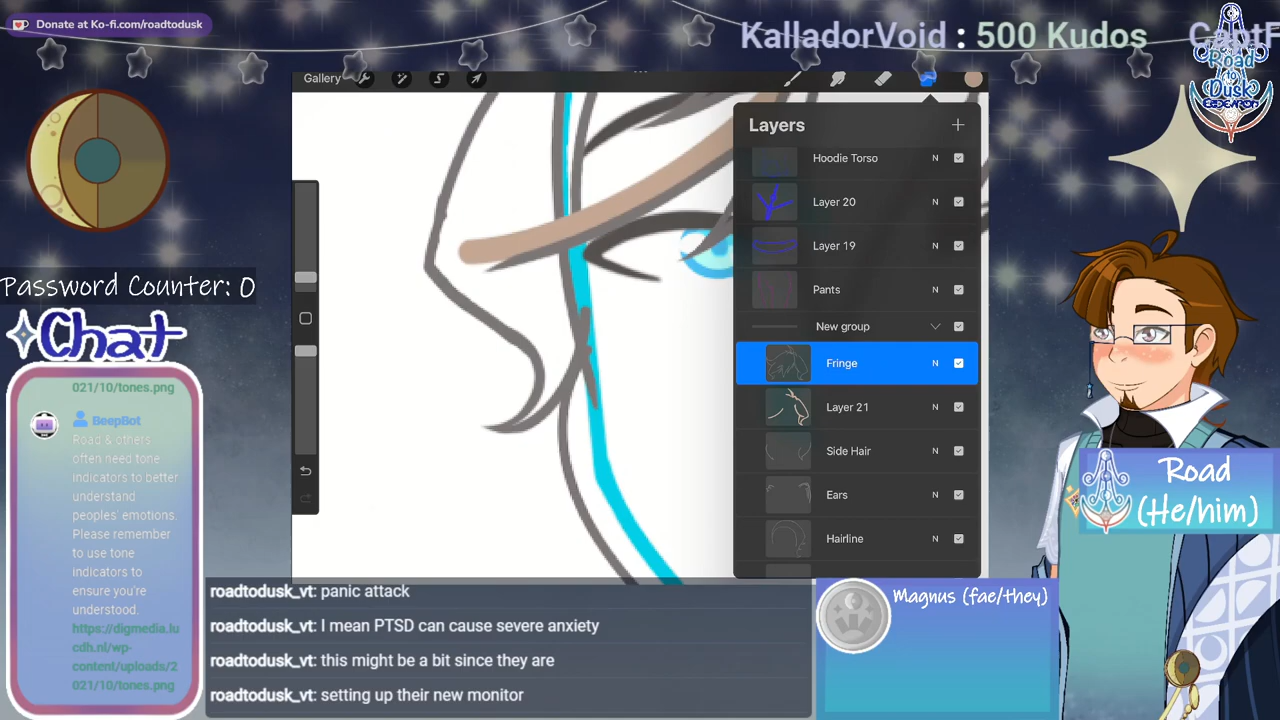 Donate at Ko-fi.com/roadtodusk
KalladorVoid : 500 Kudos
Road
to
Dusk
Gallery
Layers
Hoodie Torso N
Layer 20 N
Layer 19 N
Pants N
New group
Fringe N
Layer 21 N
Side Hair N
Ears N
Hairline N
Password Counter: 0
Chat
021/10/tones.png
BeepBot
Road & others
often need tone
indicators to better
understand
peoples' emotions.
Please remember
to use tone
indicators to
ensure you're
understood.
https://digmedia.lu
cdh.nl/wp-
content/uploads/2
021/10/tones.png
roadtodusk_vt: panic attack
roadtodusk_vt: I mean PTSD can cause severe anxiety
roadtodusk_vt: this might be a bit since they are
roadtodusk_vt: setting up their new monitor
Road
(He/him)
Magnus (fae/they)